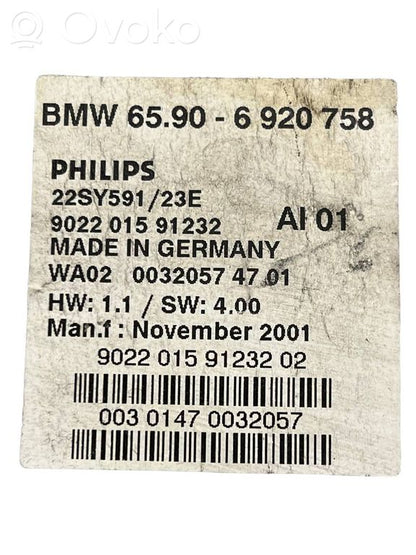 Ovoko
BMW 65.90 - 6 920 758
PHILIPS
22SY591/23E
9022 015 91232 AI 01
MADE IN GERMANY
WA02 0032057 47 01
HW: 1.1 / SW: 4.00
Man.f : November 2001
9022 015 91232 02
003 0147 0032057